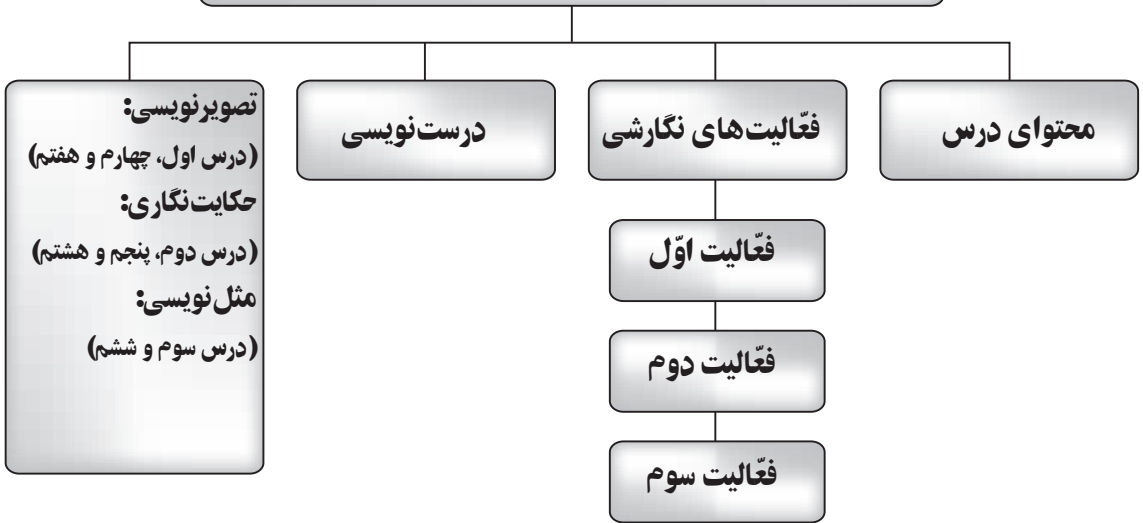 محتوای درس
فعّالیت‌های نگارشی
درست‌نویسی
تصویرنویسی:
(درس اول، چهارم و هفتم)
حکایت‌نگاری:
(درس دوم، پنجم و هشتم)
مثل‌نویسی:
(درس سوم و ششم)
فعّالیت اوّل
فعّالیت دوم
فعّالیت سوم